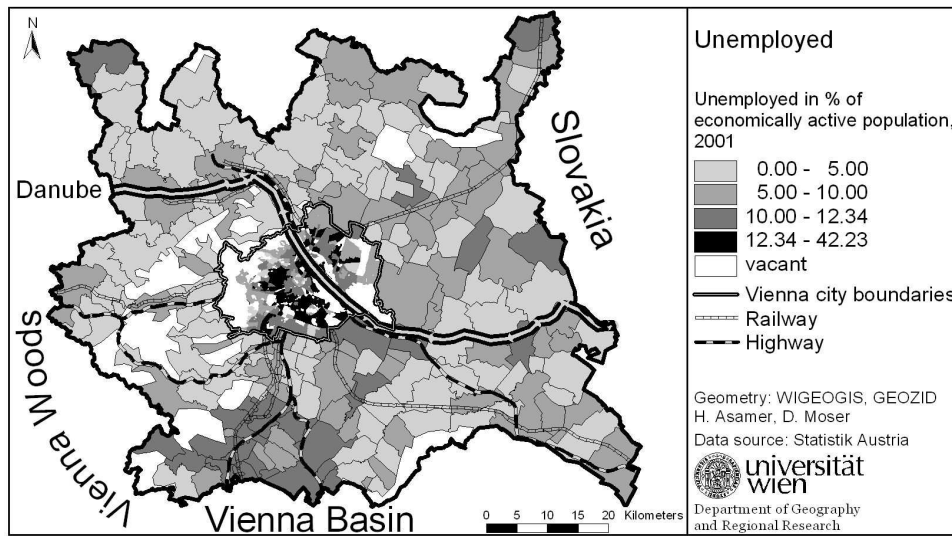 N
Danube
Slovakia
Vienna Woods
Vienna Basin
0 5 10 15 20 Kilometers
Unemployed
Unemployed in % of
economically active population,
2001
0.00 - 5.00
5.00 - 10.00
10.00 - 12.34
12.34 - 42.23
vacant
Vienna city boundaries
Railway
Highway
Geometry: WIGEOGIS, GEOZID
H. Asamer, D. Moser
Data source: Statistik Austria
universität
wien
Department of Geography
and Regional Research